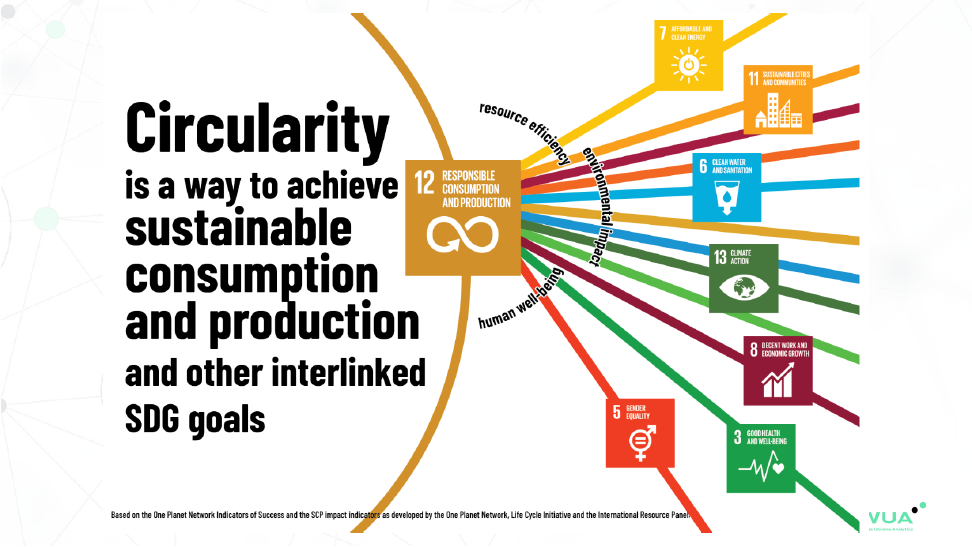 Circularity
is a way to achieve
sustainable
consumption
and production
and other interlinked
SDG goals
12 RESPONSIBLE
CONSUMPTION
AND PRODUCTION
resource efficiency
environmental impact
human well-being
7 AFFORDABLE AND
CLEAN ENERGY
11 SUSTAINABLE CITIES
AND COMMUNITIES
6 CLEAN WATER
AND SANITATION
13 CLIMATE
ACTION
8 DECENT WORK AND
ECONOMIC GROWTH
5 GENDER
EQUALITY
3 GOOD HEALTH
AND WELL-BEING
Based on the One Planet Network Indicators of Success and the SCP impact indicators as developed by the One Planet Network, Life Cycle Initiative and the International Resource Panel.
VUA